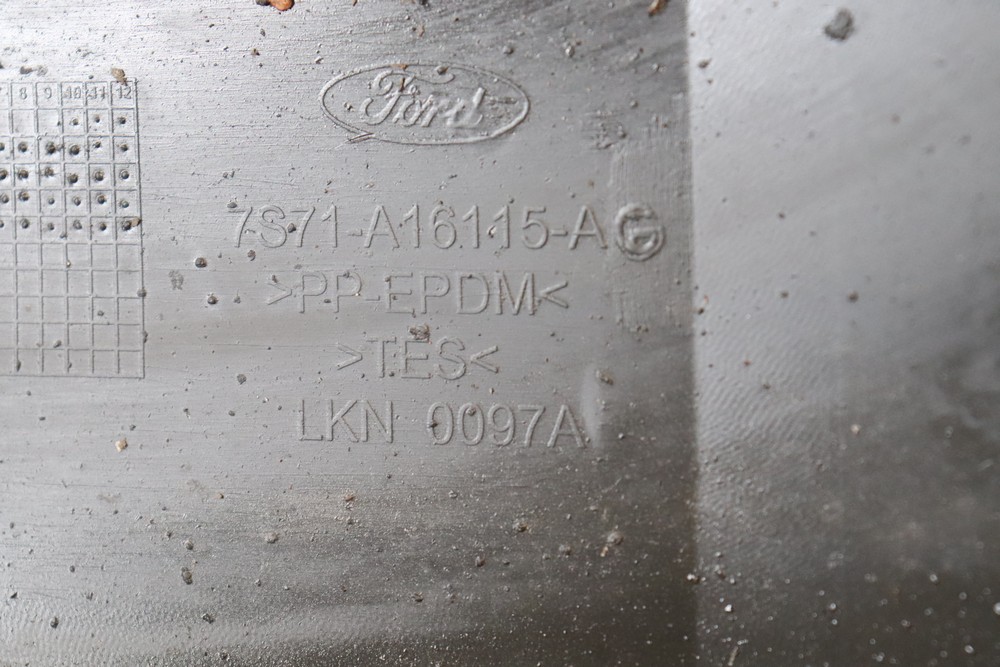 8 9 10 11 12
Ford
7S71-A16115-AG
>PP-EPDM<
>TES<
LKN 0097A